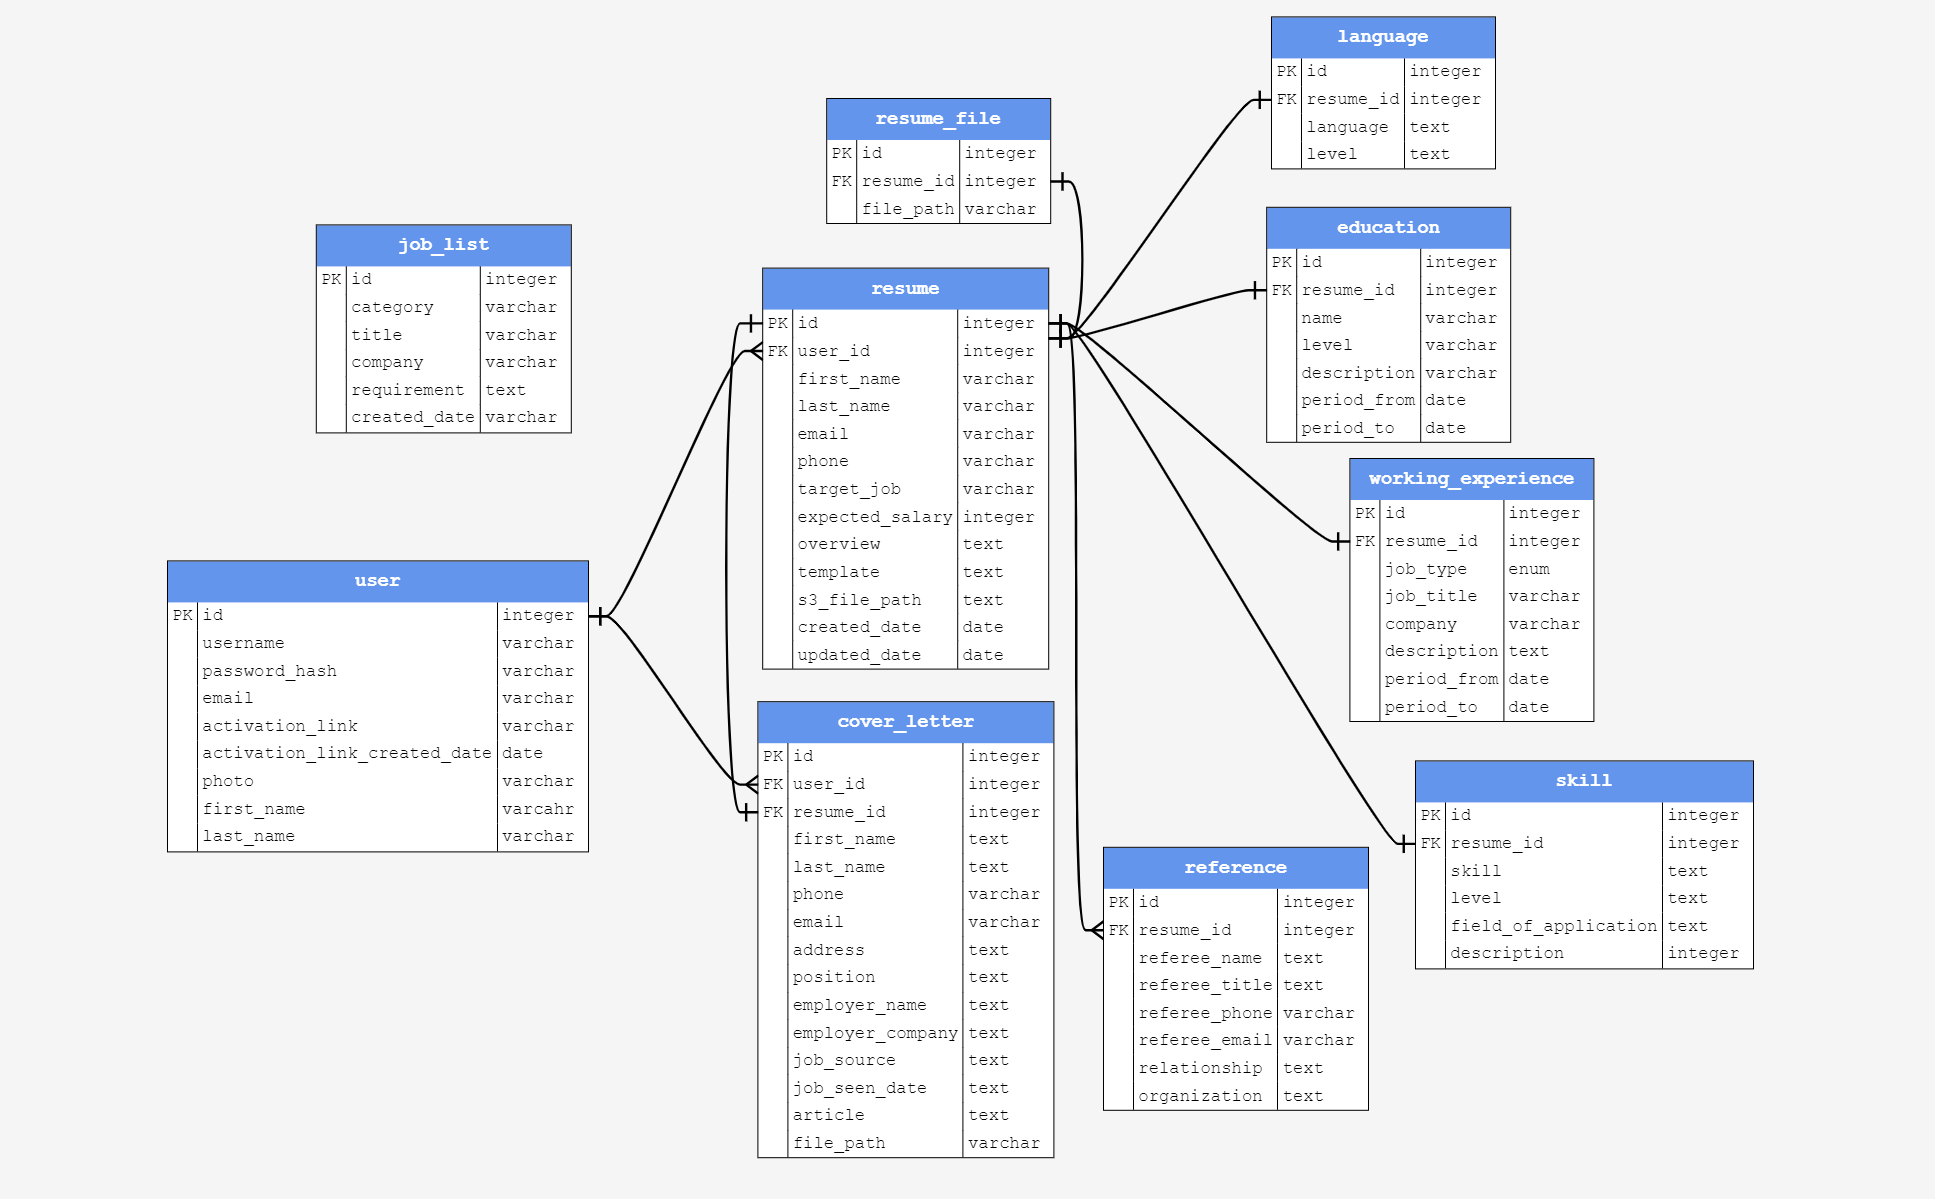 language
PK id integer
FK resume_id integer
language text
level text
resume_file
PK id integer
FK resume_id integer
file_path varchar
education
PK id integer
FK resume_id integer
name varchar
level varchar
description varchar
period_from date
period_to date
job_list
PK id integer
category varchar
title varchar
company varchar
requirement text
created_date varchar
resume
PK id integer
FK user_id integer
first_name varchar
last_name varchar
email varchar
phone varchar
target_job varchar
expected_salary integer
overview text
template text
s3_file_path text
created_date date
updated_date date
working_experience
PK id integer
FK resume_id integer
job_type enum
job_title varchar
company varchar
description text
period_from date
period_to date
user
PK id integer
username varchar
password_hash varchar
email varchar
activation_link varchar
activation_link_created_date date
photo varchar
first_name varcahr
last_name varchar
cover_letter
PK id integer
FK user_id integer
FK resume_id integer
first_name text
last_name text
phone varchar
email varchar
address text
position text
employer_name text
employer_company text
job_source text
job_seen_date text
article text
file_path varchar
skill
PK id integer
FK resume_id integer
skill text
level text
field_of_application text
description integer
reference
PK id integer
FK resume_id integer
referee_name text
referee_title text
referee_phone varchar
referee_email varchar
relationship text
organization text